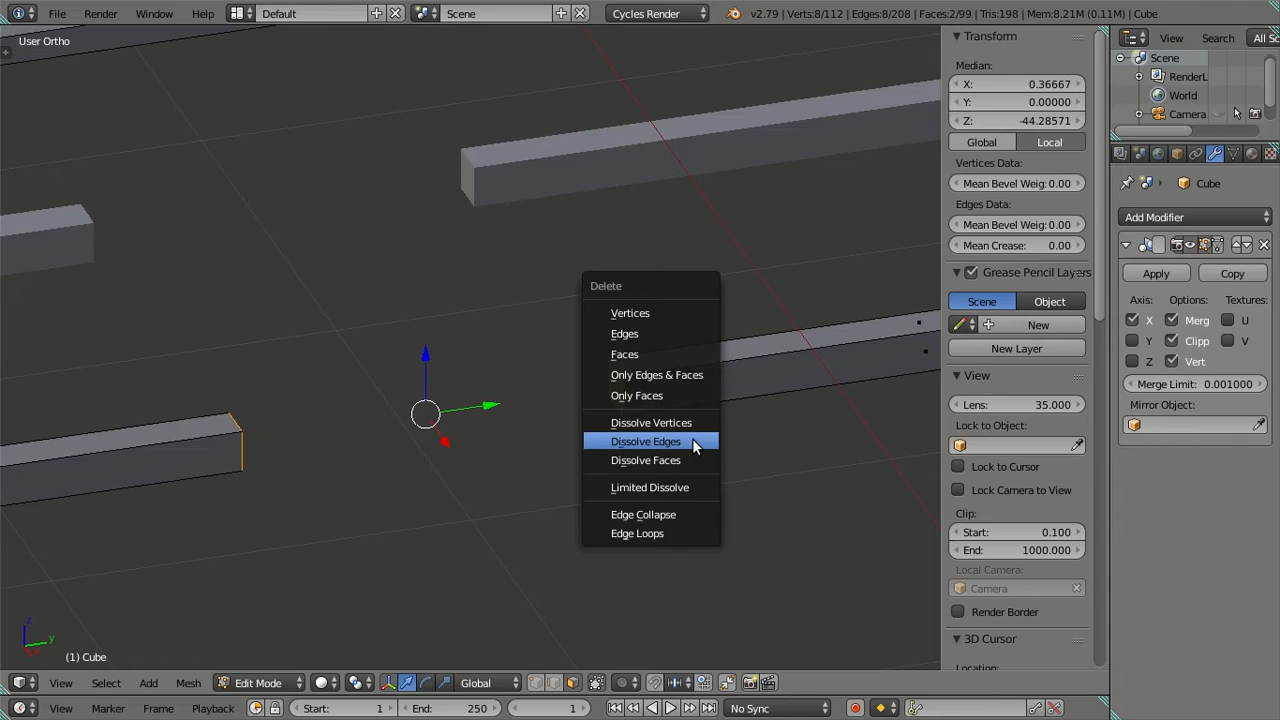 File Render Window Help Default Scene Cycles Render v2.79 | Verts:8/112 | Edges:8/208 | Faces:2/99 | Tris:198 | Mem:8.21M (0.11M) | Cube
User Ortho
Transform
Median:
X: 0.36667
Y: 0.00000
Z: -44.28571
Global Local
Vertices Data:
Mean Bevel Weig: 0.00
Edges Data:
Mean Bevel Weig: 0.00
Mean Crease: 0.00
Grease Pencil Layers
Scene Object
New
New Layer
View
Lens: 35.000
Lock to Object:
Lock to Cursor
Lock Camera to View
Clip:
Start: 0.100
End: 1000.000
Local Camera:
Camera
Render Border
3D Cursor
Location:
View Search All Sc
Scene
RenderL
World
Camera
Cube
Add Modifier
Apply Copy
Axis: Options: Textures:
X Merg U
Y Clipp V
Z Vert
Merge Limit: 0.001000
Mirror Object:
Delete
Vertices
Edges
Faces
Only Edges & Faces
Only Faces
Dissolve Vertices
Dissolve Edges
Dissolve Faces
Limited Dissolve
Edge Collapse
Edge Loops
z
y
x
(1) Cube
View Select Add Mesh Edit Mode Global
View Marker Frame Playback Start: 1 End: 250 1 No Sync